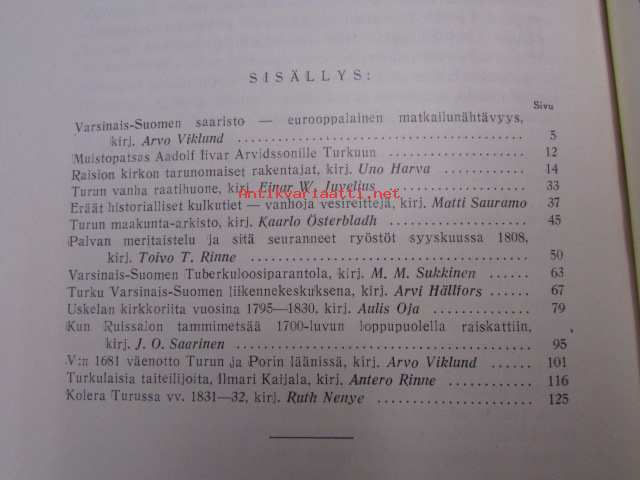 SISÄLLYS:
Sivu
Varsinais-Suomen saaristo — eurooppalainen matkailunähtävyys,
kirj. Arvo Viklund 5
Muistopatsas Aadolf Iivar Arvidssonille Turkuun 12
Raision kirkon tarunomaiset rakentajat, kirj. Uno Harva 14
Turun vanha raatihuone, kirj. Einar W. Juvelius 33
Antikvariaatti.net
Eräät historialliset kulkutiet — vanhoja vesireittejä, kirj. Matti Sauramo 37
Turun maakunta-arkisto, kirj. Kaarlo Österbladh 45
Palvan meritaistelu ja sitä seuranneet ryöstöt syyskuussa 1808,
kirj. Toivo T. Rinne 50
Varsinais-Suomen Tuberkuloosiparantola, kirj. M. M. Sukkinen 63
Turku Varsinais-Suomen liikennekeskuksena, kirj. Arvi Hällfors 67
Uskelan kirkkoriita vuosina 1795—1830, kirj. Aulis Oja 79
Kun Ruissalon tammimetsää 1700-luvun loppupuolella raiskattiin,
kirj. J. O. Saarinen 95
V:n 1681 väenotto Turun ja Porin läänissä, kirj. Arvo Viklund 101
Turkulaisia taiteilijoita, Ilmari Kaijala, kirj. Antero Rinne 116
Kolera Turussa vv. 1831—32, kirj. Ruth Nenye 125